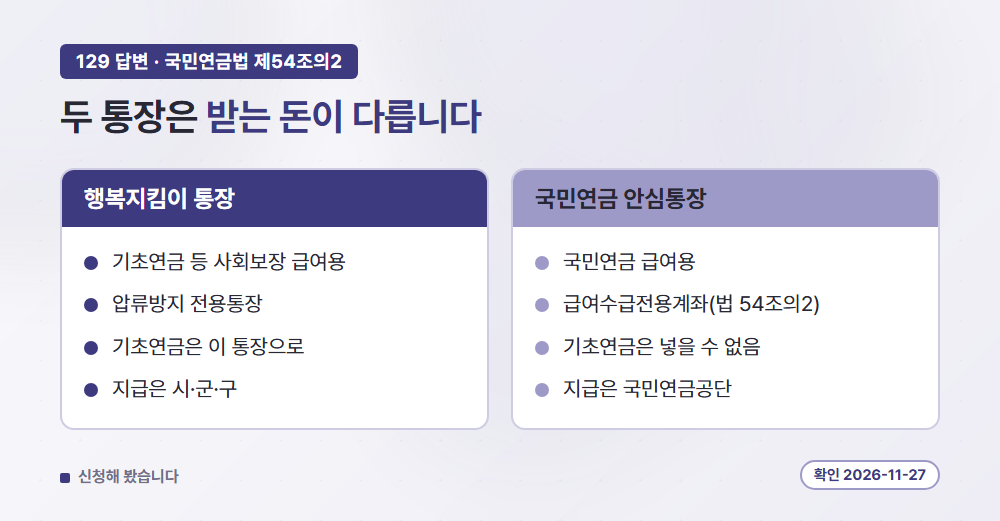 129 답변 · 국민연금법 제54조의2
두 통장은 받는 돈이 다릅니다
행복지킴이 통장
기초연금 등 사회보장 급여용
압류방지 전용통장
기초연금은 이 통장으로
지급은 시·군·구
국민연금 안심통장
국민연금 급여용
급여수급전용계좌(법 54조의2)
기초연금은 넣을 수 없음
지급은 국민연금공단
신청해 봤습니다
확인 2026-11-27